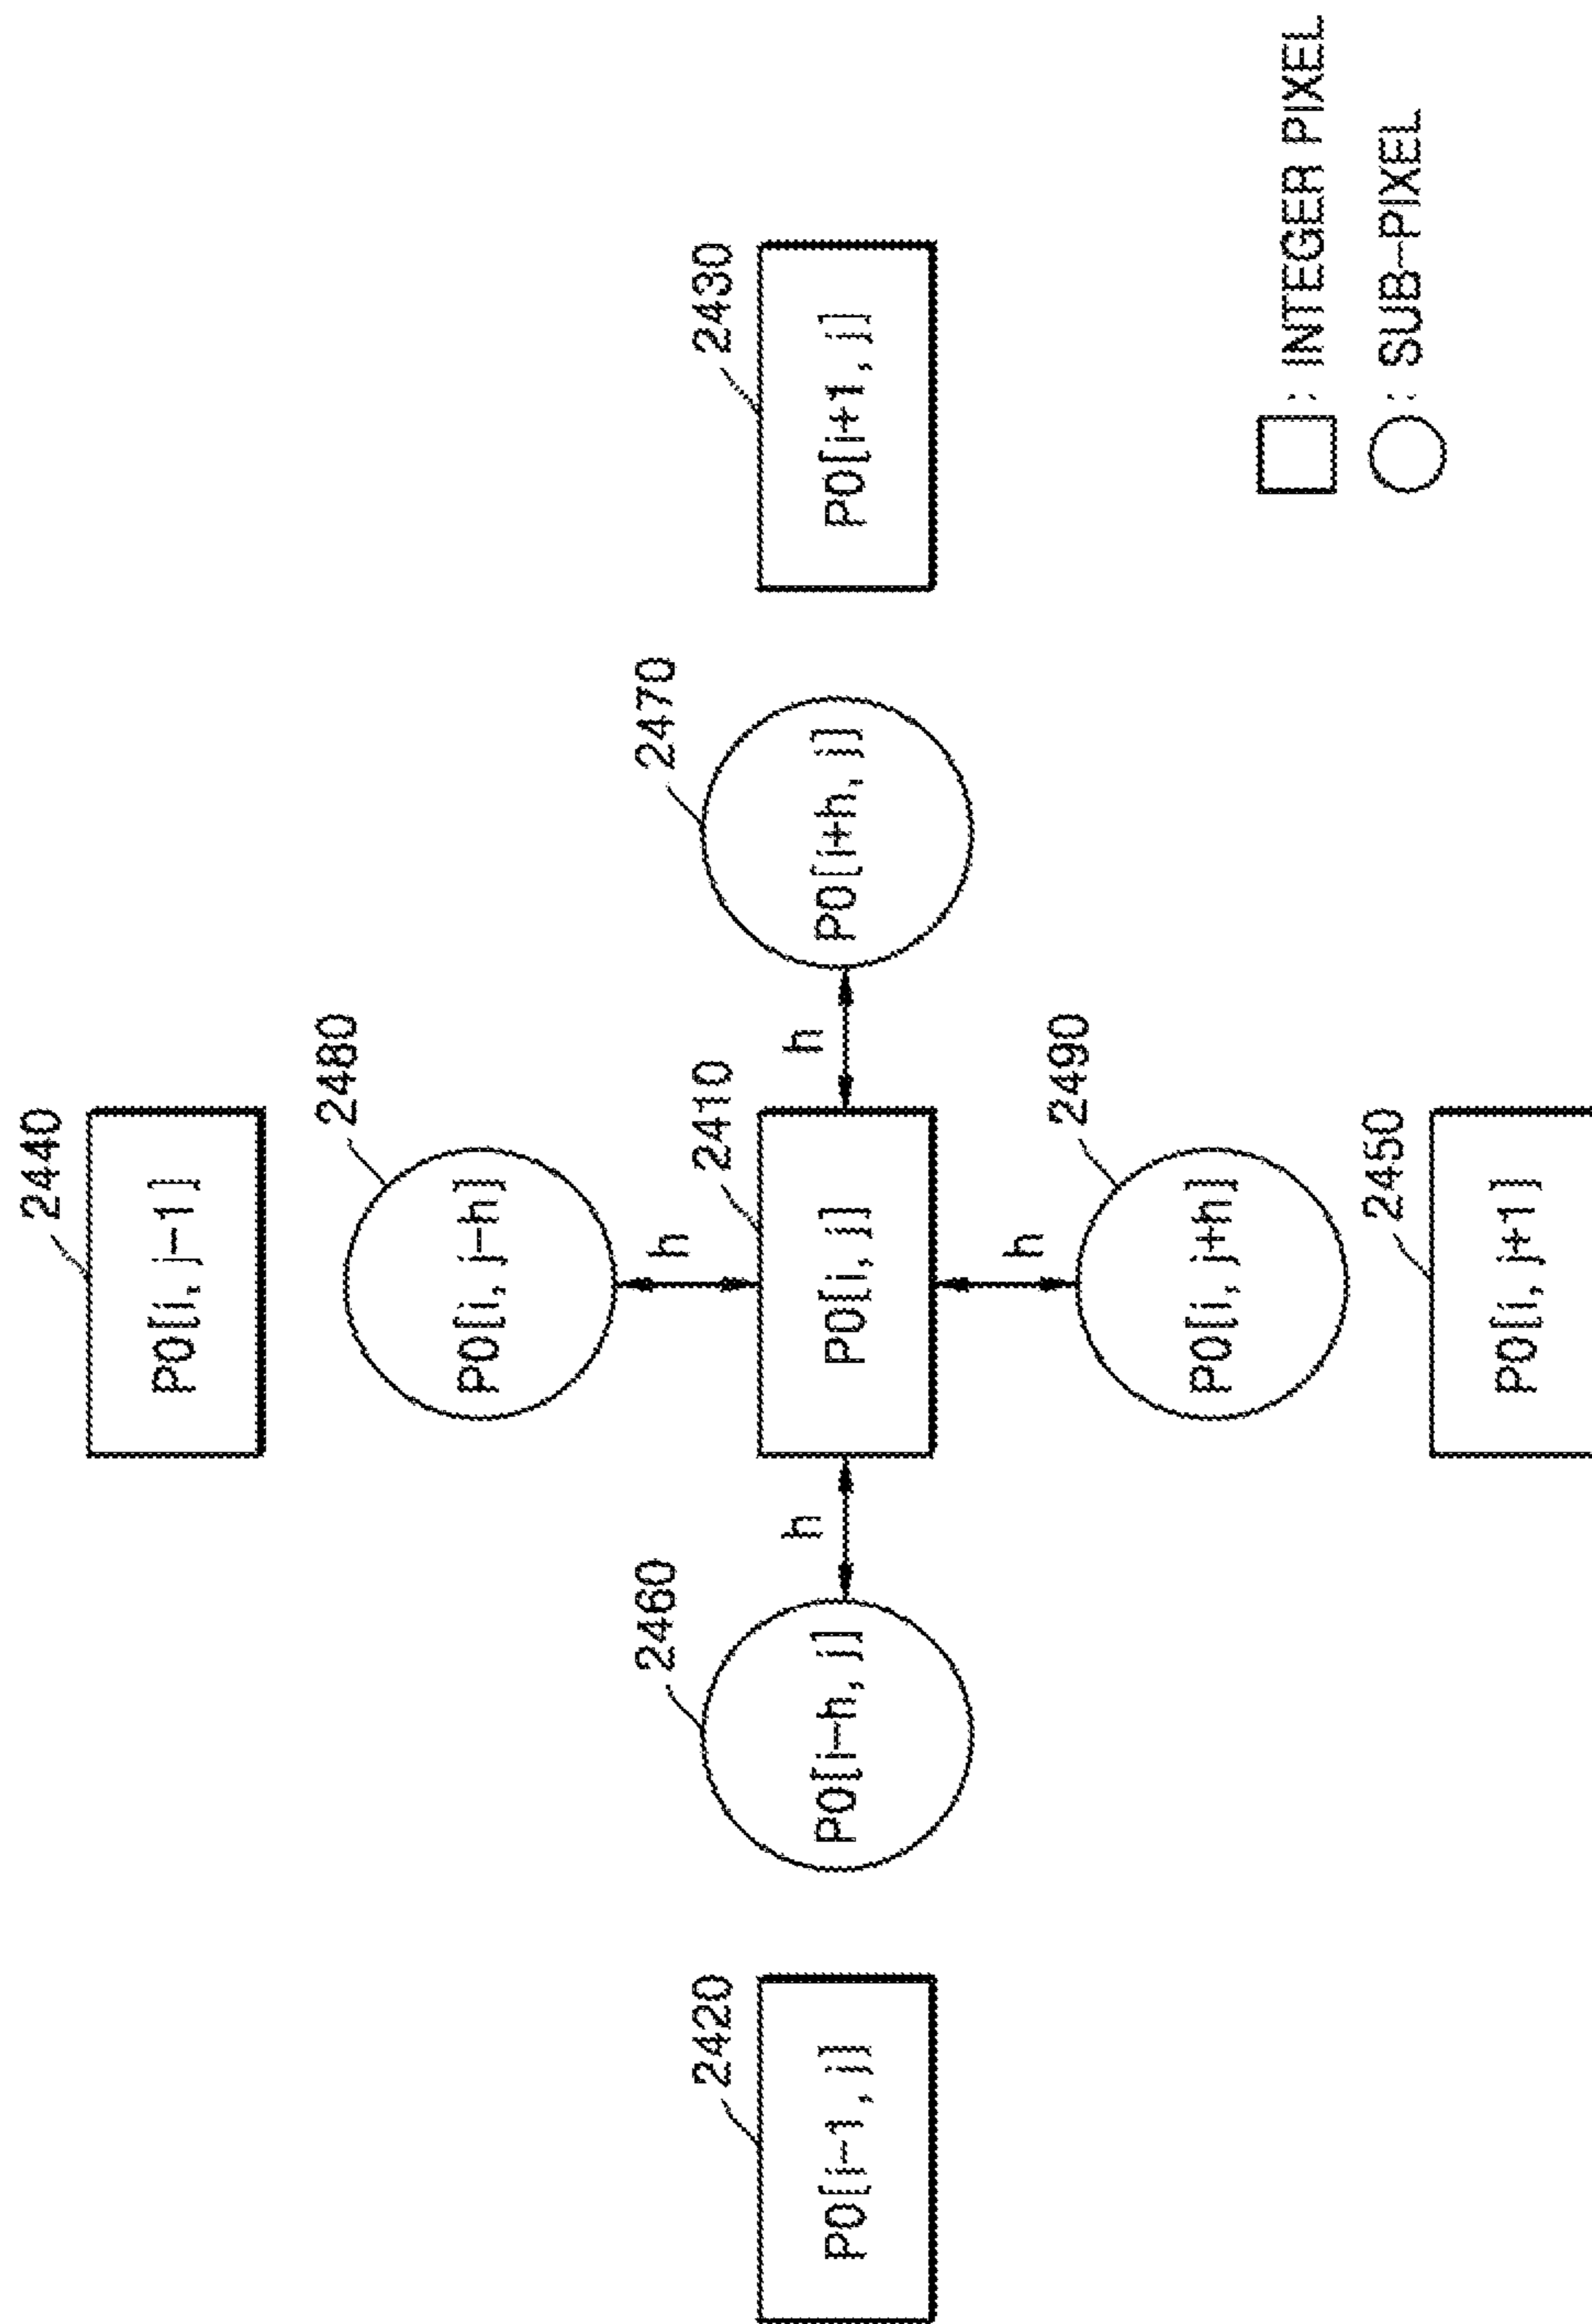 2440
P0[i, j-1]
2480
P0[i, j-h]
h
2420
P0[i-1, j]
2460
P0[i-h, j]
h
2410
P0[i, j]
h
2470
P0[i+h, j]
2430
P0[i+1, j]
h
2490
P0[i, j+h]
2450
P0[i, j+1]
: INTEGER PIXEL
: SUB-PIXEL